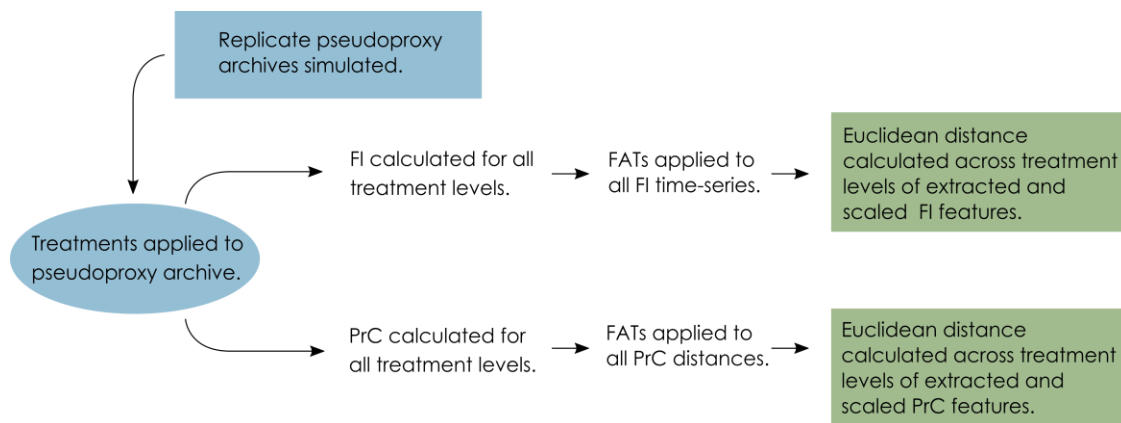 Replicate pseudoproxy
archives simulated.
FI calculated for all
treatment levels.
FATs applied to
all FI time-series.
Euclidean distance
calculated across treatment
levels of extracted and
scaled FI features.
Treatments applied to
pseudoproxy archive.
PrC calculated for
all treatment levels.
FATs applied to
all PrC distances.
Euclidean distance
calculated across treatment
levels of extracted and
scaled PrC features.